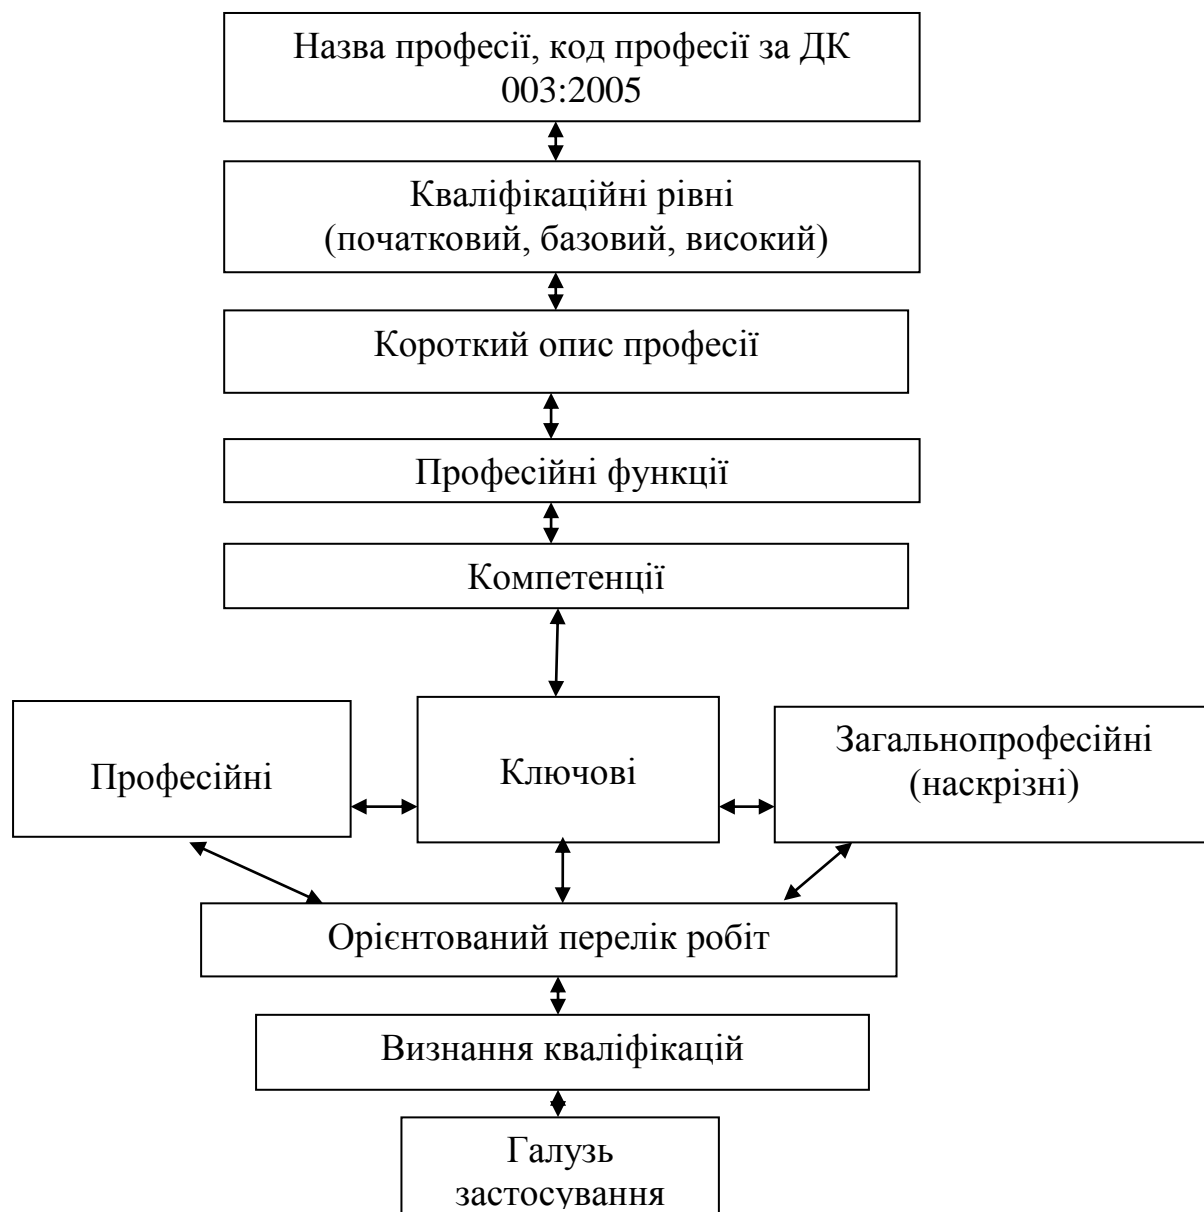 Назва професії, код професії за ДК
003:2005
Кваліфікаційні рівні
(початковий, базовий, високий)
Короткий опис професії
Професійні функції
Компетенції
Професійні
Ключові
Загальнопрофесійні
(наскрізні)
Орієнтований перелік робіт
Визнання кваліфікацій
Галузь
застосування